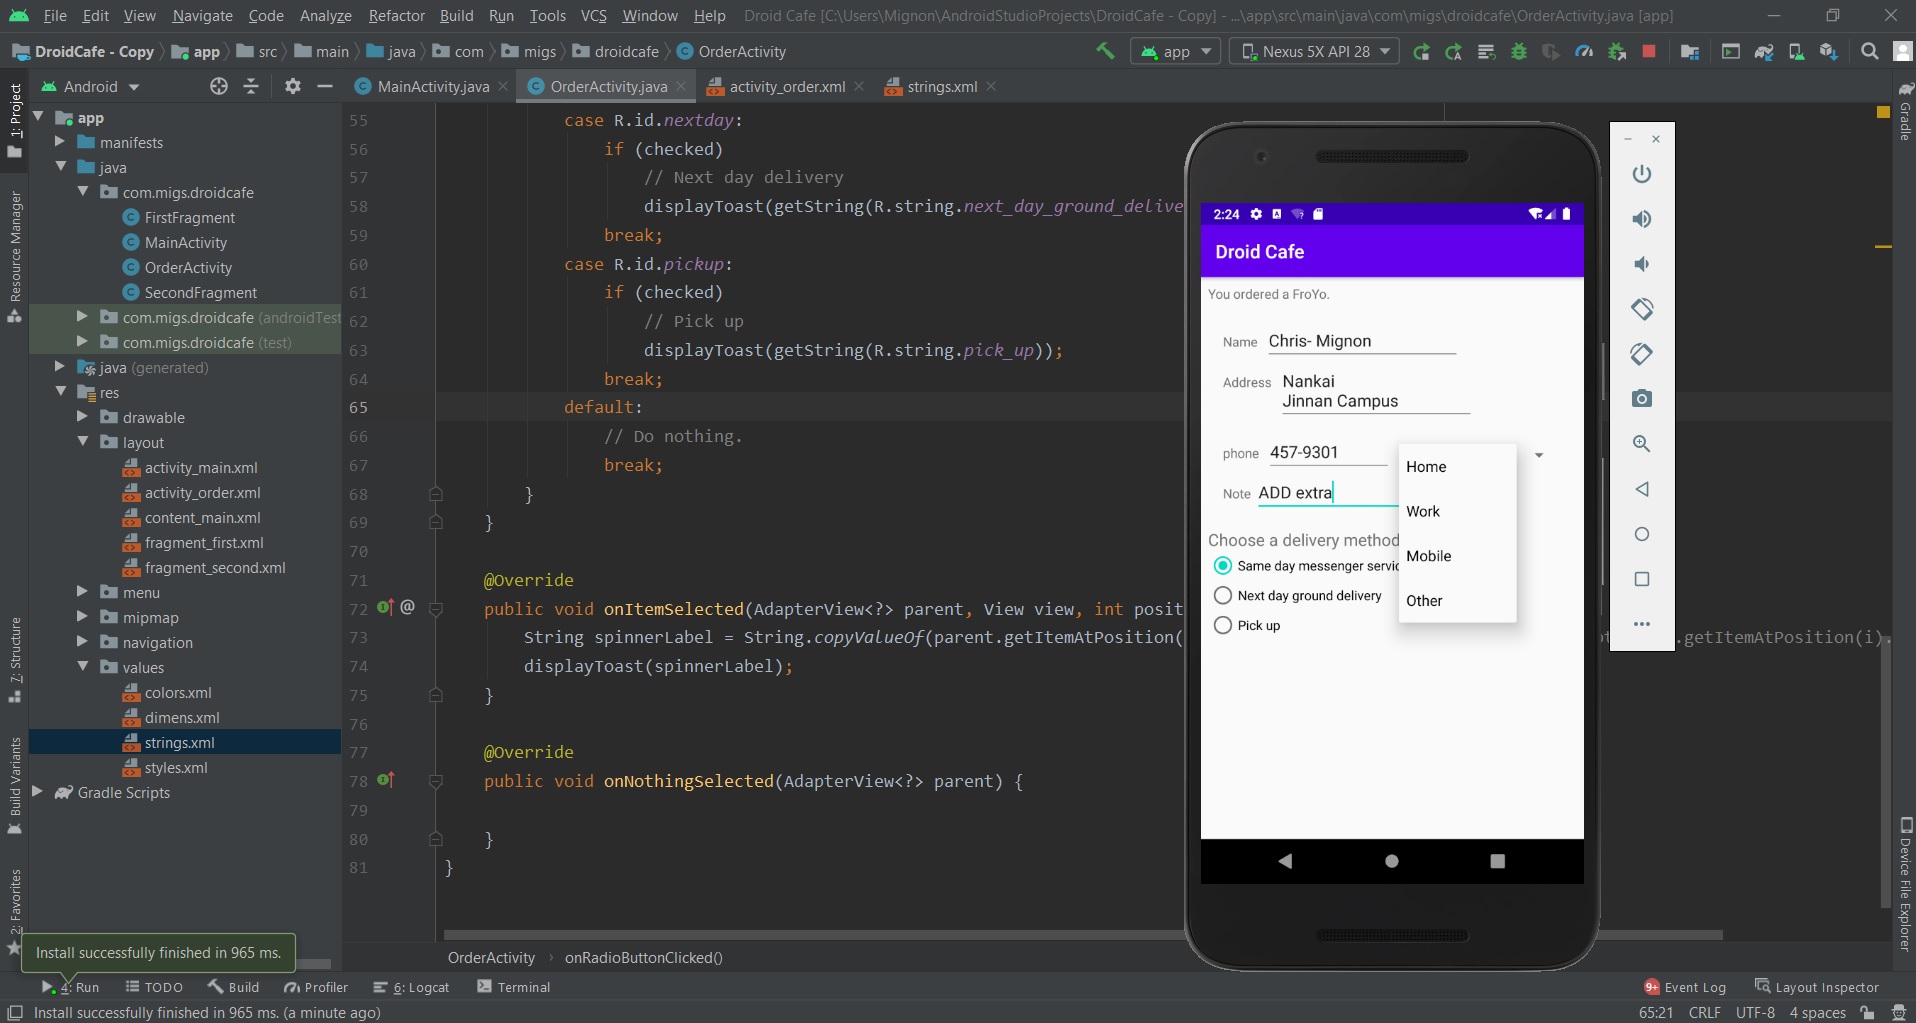 File Edit View Navigate Code Analyze Refactor Build Run Tools VCS Window Help Droid Cafe [C:\Users\Mignon\AndroidStudioProjects\DroidCafe - Copy] - ...\app\src\main\java\com\migs\droidcafe\OrderActivity.java [app]
DroidCafe - Copy app src main java com migs droidcafe OrderActivity app Nexus 5X API 28
Android MainActivity.java OrderActivity.java activity_order.xml strings.xml
1: Project
Resource Manager
7: Structure
Build Variants
2: Favorites
app
manifests
java
com.migs.droidcafe
FirstFragment
MainActivity
OrderActivity
SecondFragment
com.migs.droidcafe (androidTest
com.migs.droidcafe (test)
java (generated)
res
drawable
layout
activity_main.xml
activity_order.xml
content_main.xml
fragment_first.xml
fragment_second.xml
menu
mipmap
navigation
values
colors.xml
dimens.xml
strings.xml
styles.xml
Gradle Scripts
55 case R.id.nextday:
56 if (checked)
57 // Next day delivery
58 displayToast(getString(R.string.next_day_ground_delive
59 break;
60 case R.id.pickup:
61 if (checked)
62 // Pick up
63 displayToast(getString(R.string.pick_up));
64 break;
65 default:
66 // Do nothing.
67 break;
68 }
69 }
70
71 @Override
72 @ public void onItemSelected(AdapterView<?> parent, View view, int posit
73 String spinnerLabel = String.copyValueOf(parent.getItemAtPosition( .getItemAtPosition(i).
74 displayToast(spinnerLabel);
75 }
76
77 @Override
78 public void onNothingSelected(AdapterView<?> parent) {
79
80 }
81 }
2:24
Droid Cafe
You ordered a FroYo.
Name Chris- Mignon
Address Nankai
Jinnan Campus
phone 457-9301
Note ADD extra
Choose a delivery method
Same day messenger servic
Next day ground delivery
Pick up
Home
Work
Mobile
Other
Gradle
Device File Explorer
OrderActivity onRadioButtonClicked()
Install successfully finished in 965 ms.
4: Run TODO Build Profiler 6: Logcat Terminal 9+ Event Log Layout Inspector
Install successfully finished in 965 ms. (a minute ago) 65:21 CRLF UTF-8 4 spaces